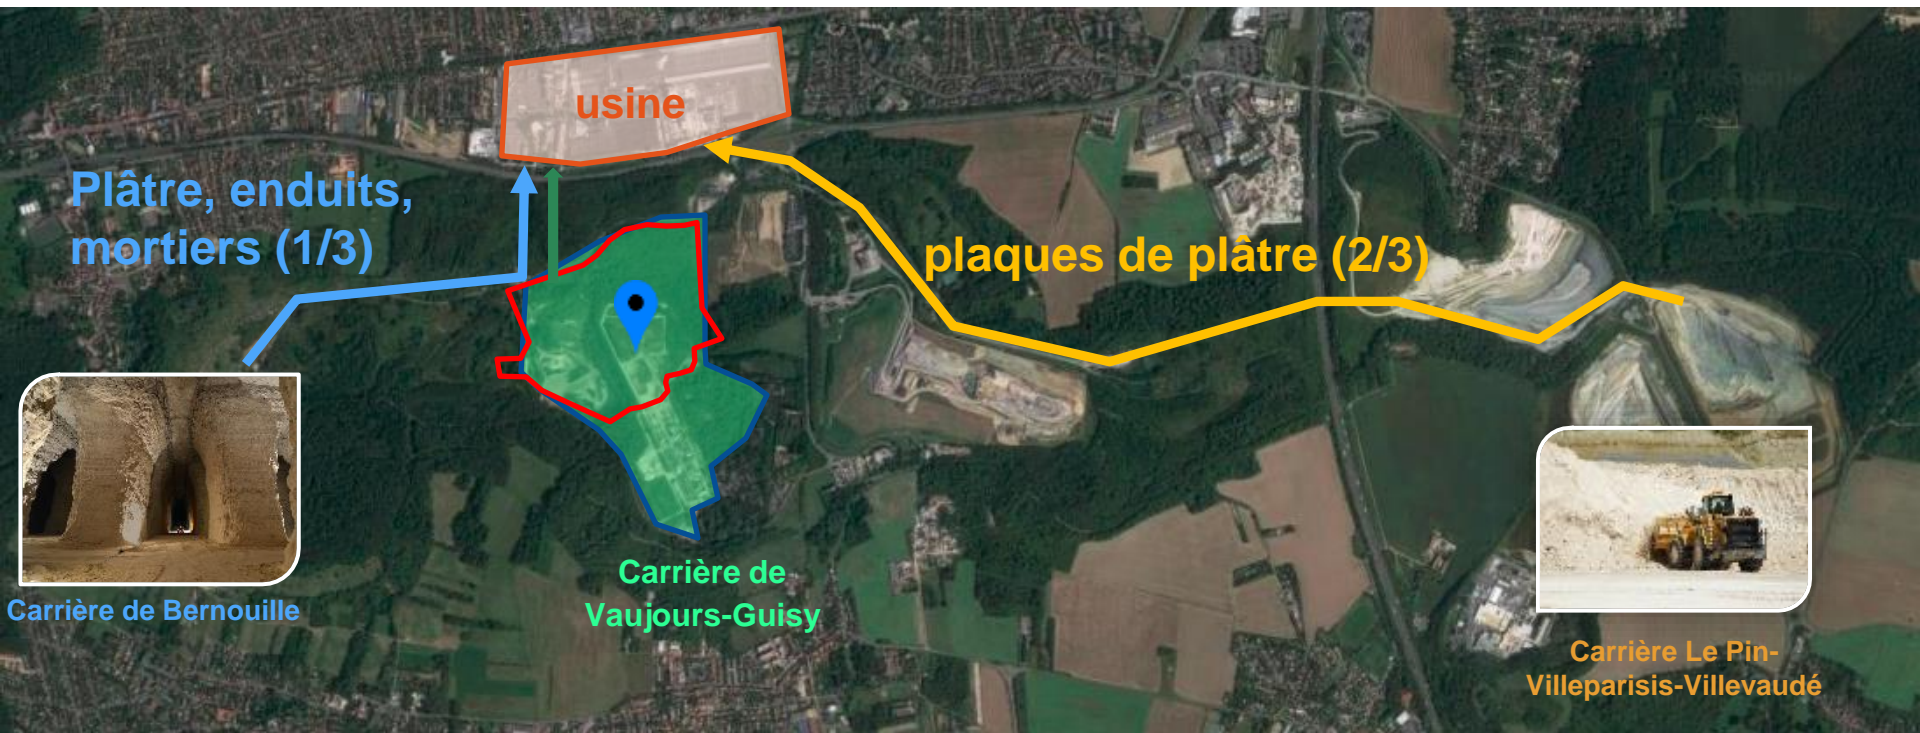 usine
Plâtre, enduits,
mortiers (1/3)
plaques de plâtre (2/3)
Carrière de
Vaujours-Guisy
Carrière de Bernouille
Carrière Le Pin-
Villeparisis-Villevaudé